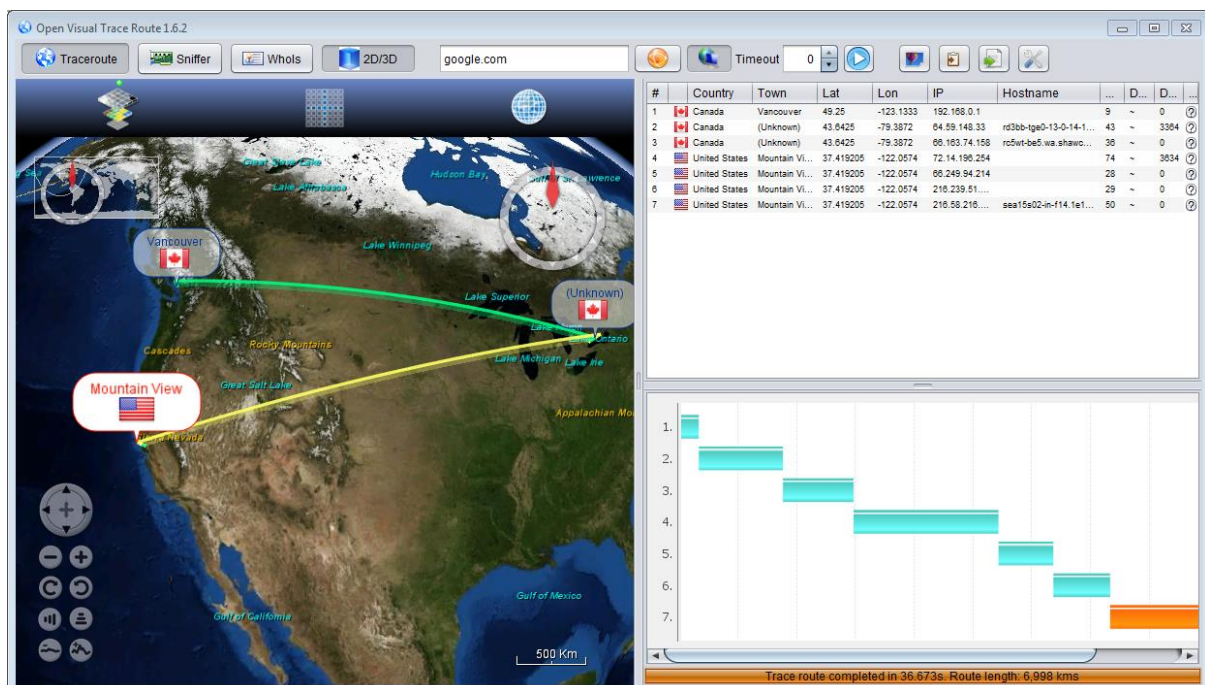 Open Visual Trace Route 1.6.2
Traceroute Sniffer WhoIs 2D/3D google.com Timeout 0
Great Slave Lake
Lake Athabasca
Hudson Bay
Lawrence
Lake Winnipeg
Vancouver
(Unknown)
Lake Superior
Ontario
Cascades
Rocky Mountains
Lake Michigan
Lake Irie
Great Salt Lake
Mountain View
Nevada
Appalachian Mo
Gulf of Mexico
Gulf of California
500 Km
# Country Town Lat Lon IP Hostname ... D... D... ...
1 Canada Vancouver 49.25 -123.1333 192.168.0.1 9 ~ 0
2 Canada (Unknown) 43.6425 -79.3872 64.59.148.33 rd3bb-tge0-13-0-14-1... 43 ~ 3364
3 Canada (Unknown) 43.6425 -79.3872 66.163.74.158 rc5wt-be5.wa.shawc... 36 ~ 0
4 United States Mountain Vi... 37.419205 -122.0574 72.14.196.254 74 ~ 3634
5 United States Mountain Vi... 37.419205 -122.0574 66.249.94.214 28 ~ 0
6 United States Mountain Vi... 37.419205 -122.0574 216.239.51.... 29 ~ 0
7 United States Mountain Vi... 37.419205 -122.0574 216.58.216.... sea15s02-in-f14.1e1... 50 ~ 0
1.
2.
3.
4.
5.
6.
7.
Trace route completed in 36.673s. Route length: 6,998 kms